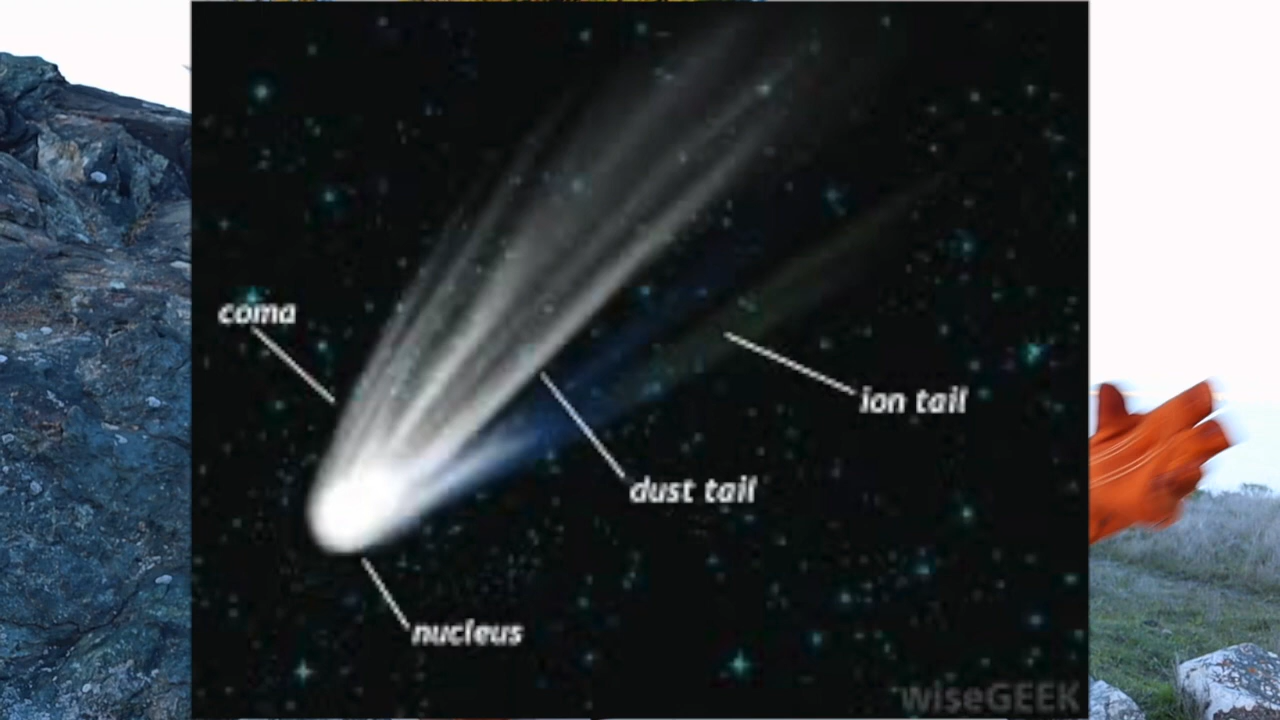 coma
ion tail
dust tail
nucleus
wiseGEEK